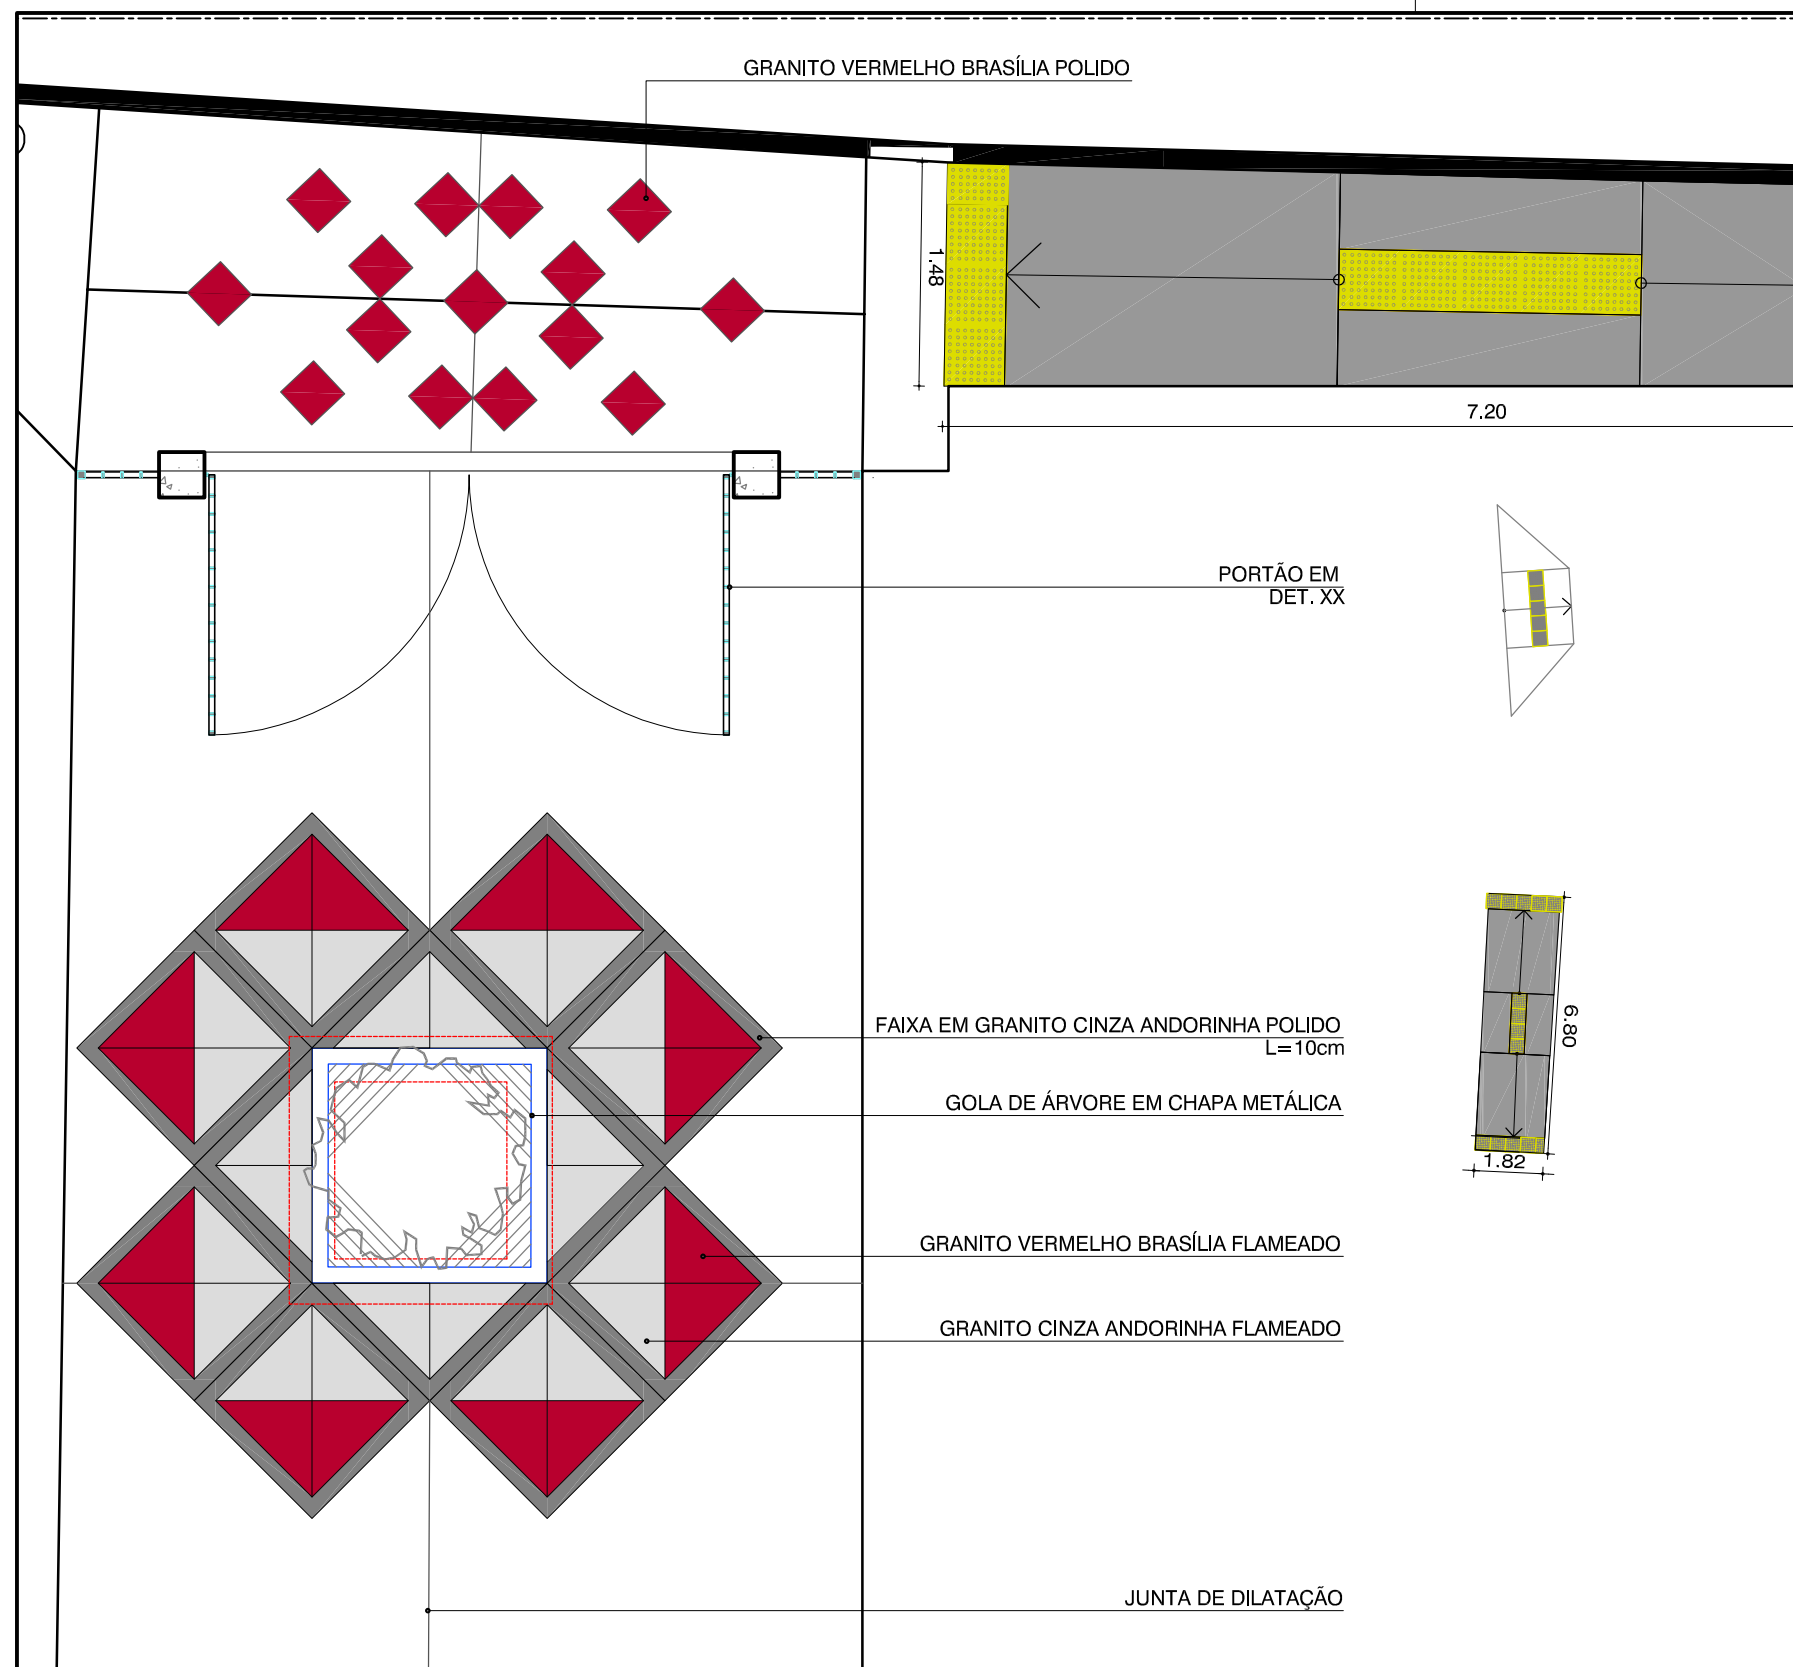 GRANITO VERMELHO BRASÍLIA POLIDO
1.48
7.20
PORTÃO EM
DET. XX
6.80
1.82
FAIXA EM GRANITO CINZA ANDORINHA POLIDO
L=10cm
GOLA DE ÁRVORE EM CHAPA METÁLICA
GRANITO VERMELHO BRASÍLIA FLAMEADO
GRANITO CINZA ANDORINHA FLAMEADO
JUNTA DE DILATAÇÃO